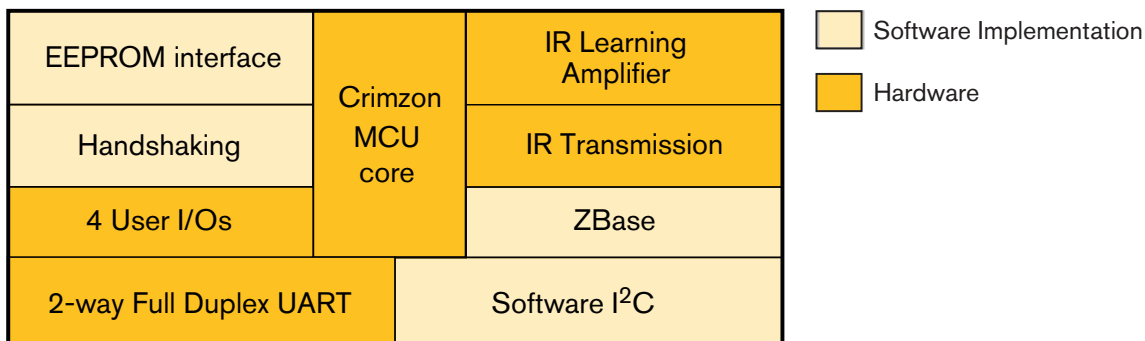 EEPROM interface
Handshaking
4 User I/Os
Crimzon
MCU
core
IR Learning
Amplifier
IR Transmission
ZBase
2-way Full Duplex UART
Software I²C
Software Implementation
Hardware